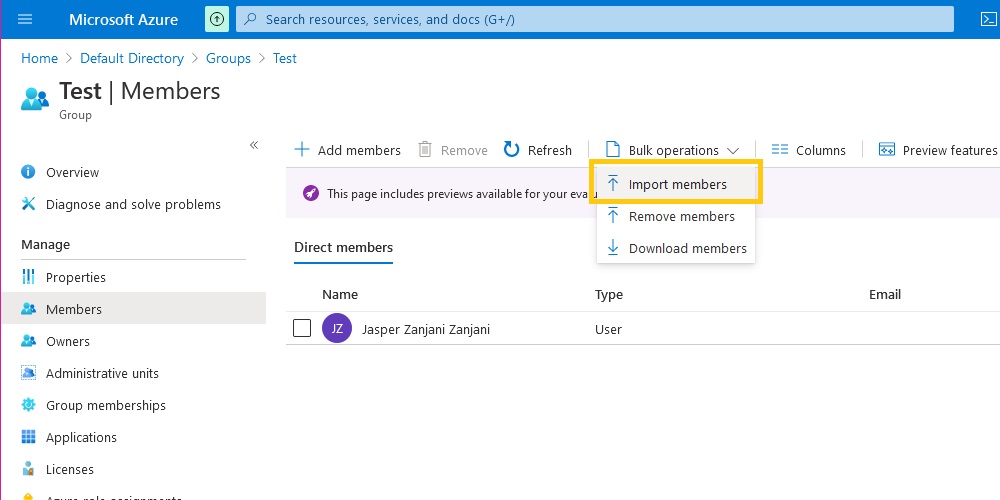 Microsoft Azure
Search resources, services, and docs (G+/)
Home > Default Directory > Groups > Test
Test | Members
Group
«
Add members Remove Refresh Bulk operations Columns Preview features
Import members
Remove members
Download members
This page includes previews available for your
Overview
Diagnose and solve problems
Manage
Properties
Members
Owners
Administrative units
Group memberships
Applications
Licenses
Azure role assignments
Direct members
Name Type Email
JZ Jasper Zanjani Zanjani User